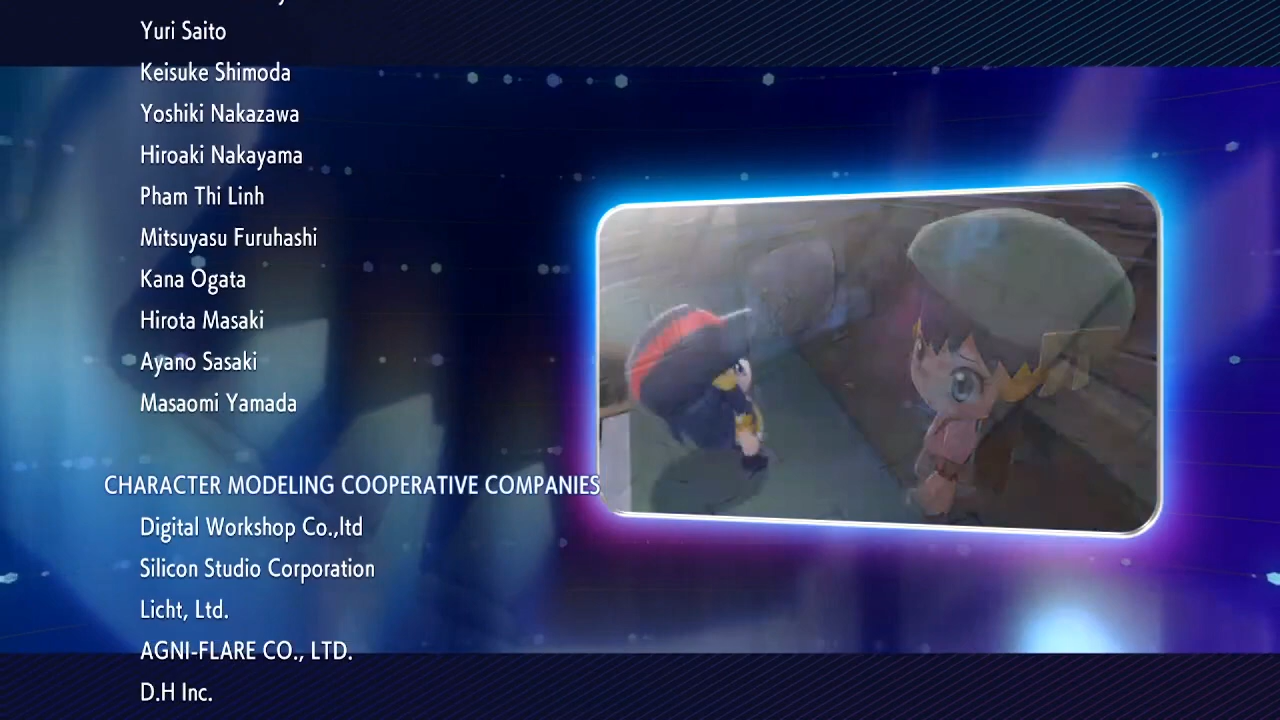 Yuri Saito
Keisuke Shimoda
Yoshiki Nakazawa
Hiroaki Nakayama
Pham Thi Linh
Mitsuyasu Furuhashi
Kana Ogata
Hirota Masaki
Ayano Sasaki
Masaomi Yamada
CHARACTER MODELING COOPERATIVE COMPANIES
Digital Workshop Co.,ltd
Silicon Studio Corporation
Licht, Ltd.
AGNI-FLARE CO., LTD.
D.H Inc.